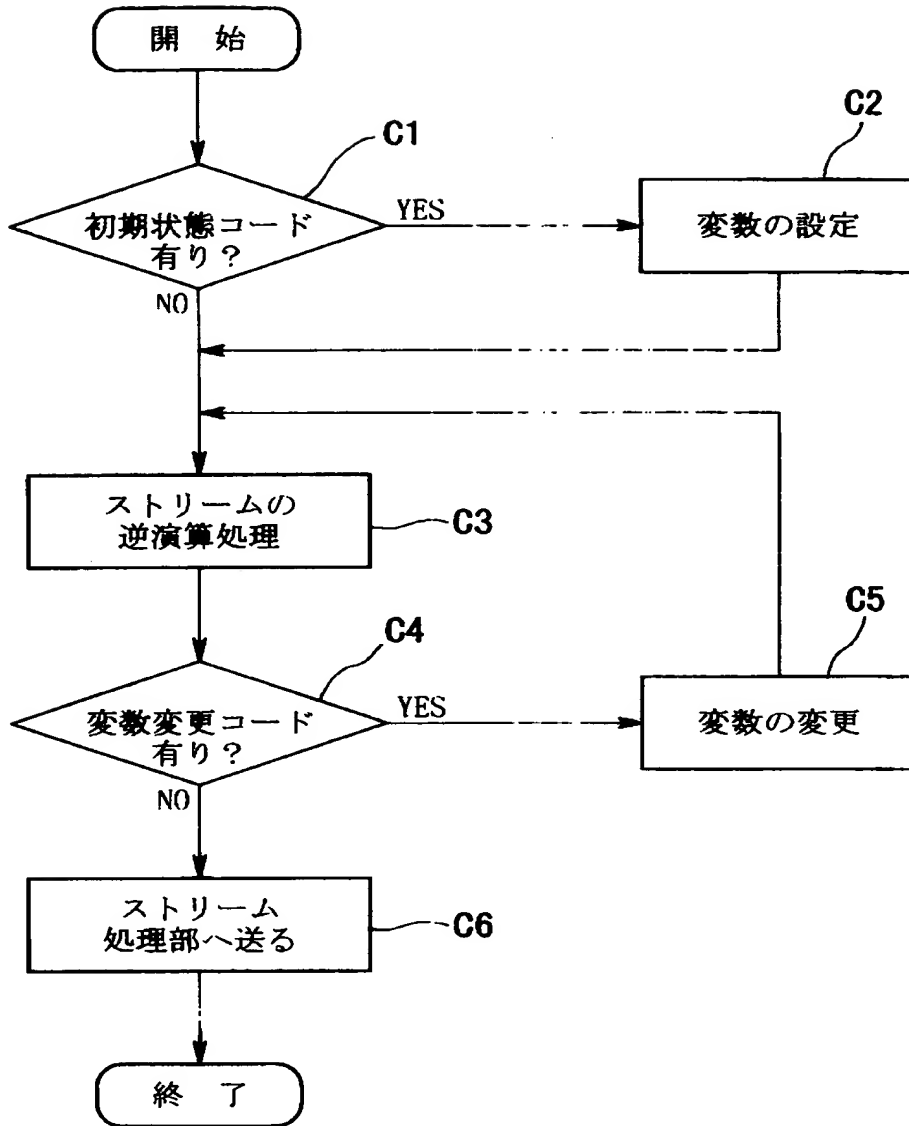 開 始
C1
C2
初期状態コード
有り?
YES
変数の設定
NO
ストリームの
逆演算処理
C3
C4
C5
変数変更コード
有り?
YES
変数の変更
NO
ストリーム
処理部へ送る
C6
終 了